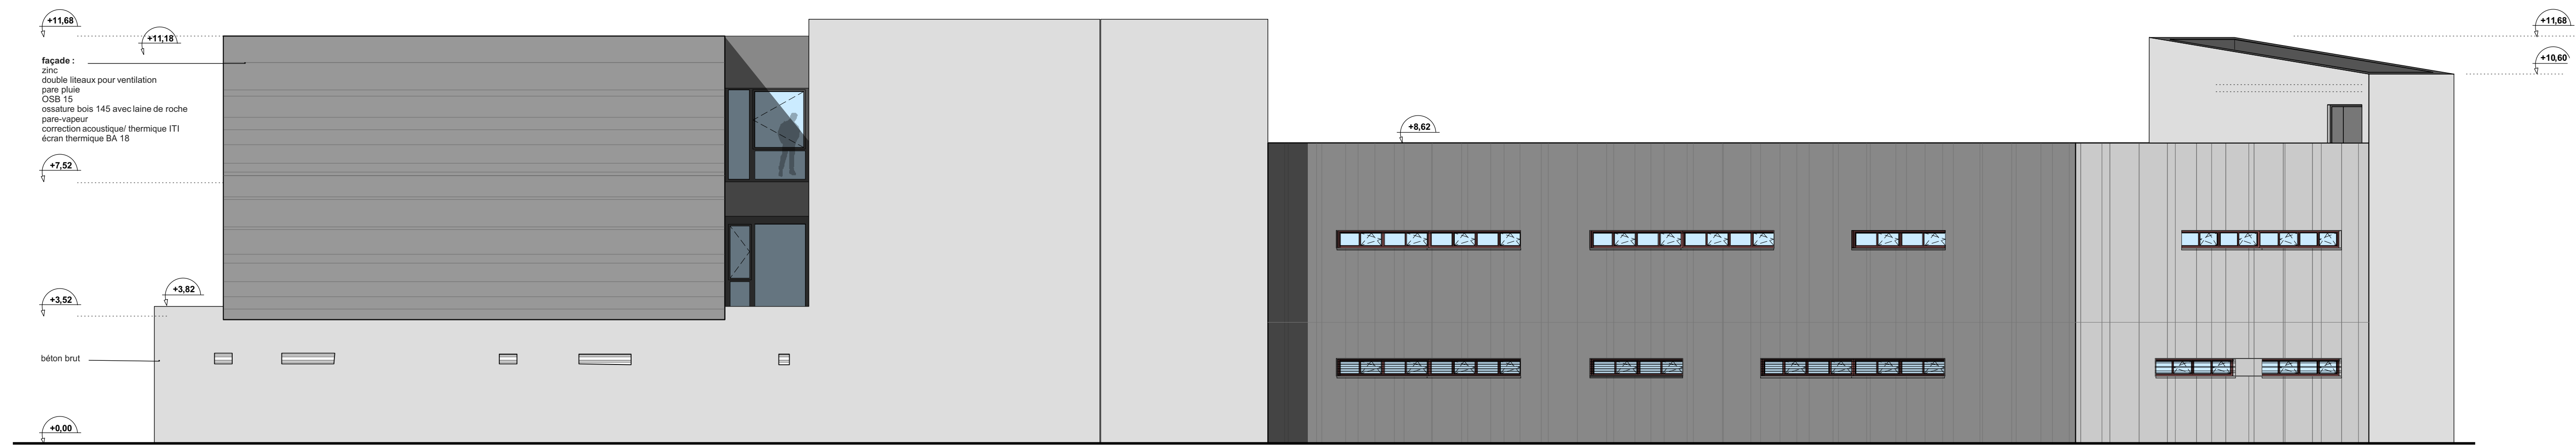 +11,68
+11,18
façade :
zinc
double liteaux pour ventilation
pare pluie
OSB 15
ossature bois 145 avec laine de roche
pare-vapeur
correction acoustique/ thermique ITI
écran thermique BA 18
+7,52
+3,82
+3,52
béton brut
+0,00
+8,62
+11,68
+10,60